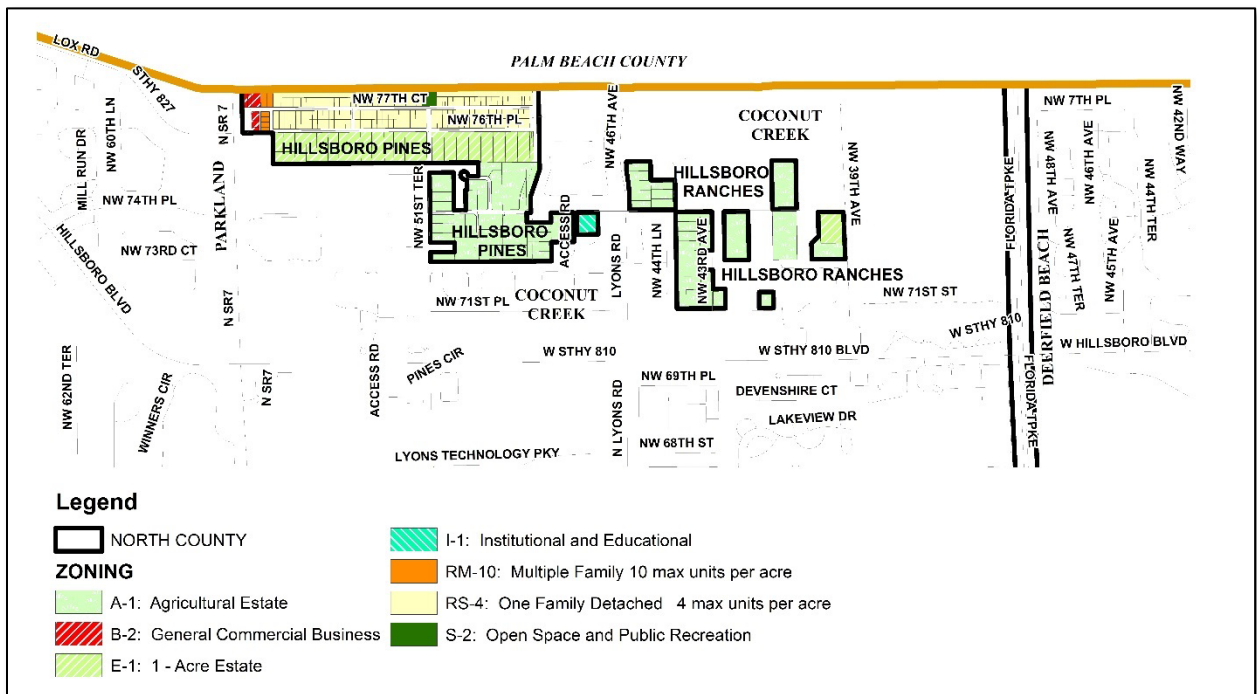 LOX RD
STHY 827
PALM BEACH COUNTY
MILL RUN DR
NW 60TH LN
N SR 7
NW 77TH CT
NW 76TH PL
NW 46TH AVE
COCONUT
CREEK
NW 39TH AVE
NW 7TH PL
NW 42ND WAY
NW 48TH AVE
NW 46TH AVE
NW 44TH TER
HILLSBORO PINES
HILLSBORO
RANCHES
NW 74TH PL
PARKLAND
NW 51ST TER
NW 73RD CT
HILLSBORO
PINES
ACCESS RD
LYONS RD
NW 44TH LN
NW 43RD AVE
HILLSBORO RANCHES
FLORIDA TPKE
NW 47TH TER
NW 45TH AVE
HILLSBORO BLVD
N SR7
NW 71ST PL
COCONUT
CREEK
NW 71ST ST
W STHY 810
DEERFIELD BEACH
W HILLSBORO BLVD
W STHY 810
W STHY 810 BLVD
NW 62ND TER
WINNERS CIR
N SR7
ACCESS RD
PINES CIR
N LYONS RD
NW 69TH PL
DEVENSHIRE CT
LAKEVIEW DR
FLORIDA TPKE
NW 68TH ST
LYONS TECHNOLOGY PKY
Legend
NORTH COUNTY
ZONING
A-1: Agricultural Estate
B-2: General Commercial Business
E-1: 1 - Acre Estate
I-1: Institutional and Educational
RM-10: Multiple Family 10 max units per acre
RS-4: One Family Detached 4 max units per acre
S-2: Open Space and Public Recreation